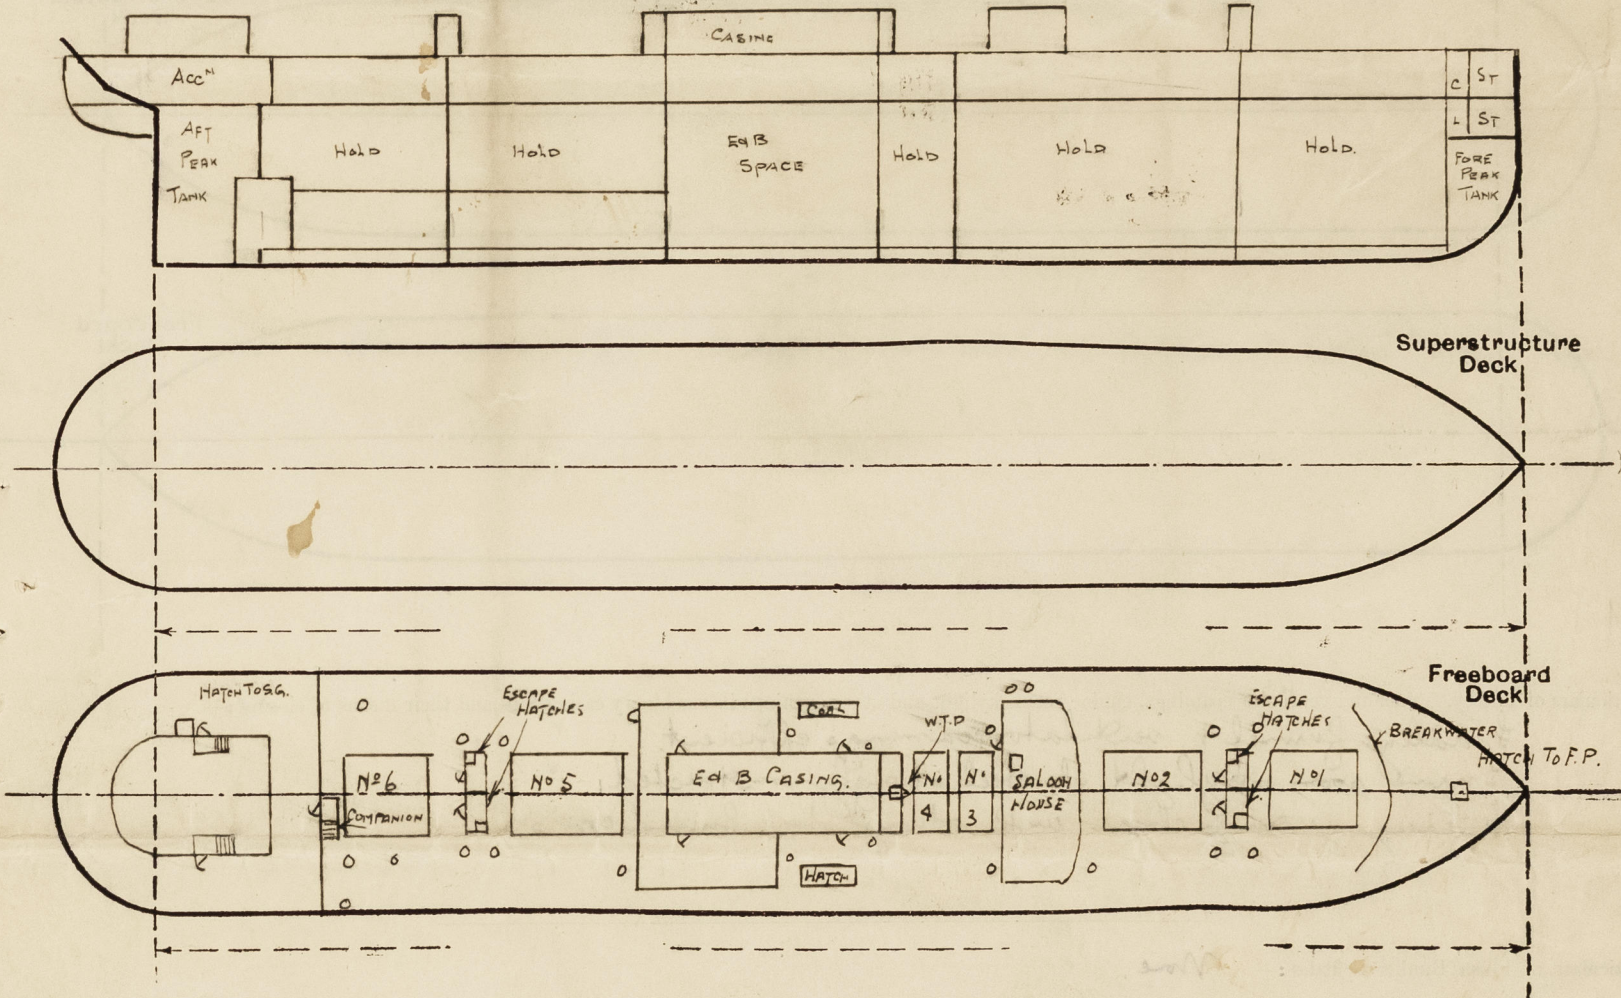 CASING
Accᴺ
C
ST
L
ST
AFT
PEAK
TANK
HOLD
HOLD
E&B
SPACE
HOLD
HOLD
HOLD.
FORE
PEAK
TANK
Superstructure
Deck
Freeboard
Deck
HATCH TO S.G.
ESCAPE
HATCHES
COAL
W.T.D
ESCAPE
HATCHES
BREAKWATER
HATCH TO F.P.
Nº6
COMPANION
Nº 5
E & B CASING.
Nº
4
Nº
3
SALOON
HOUSE
Nº2
Nº1
HATCH